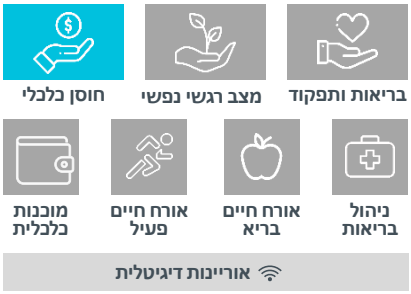 בריאות ותפקוד
מצב רגשי נפשי
חוסן כלכלי
ניהול
בריאות
אורח חיים
בריא
אורח חיים
פעיל
מוכנות
כלכלית
אוריינות דיגיטלית